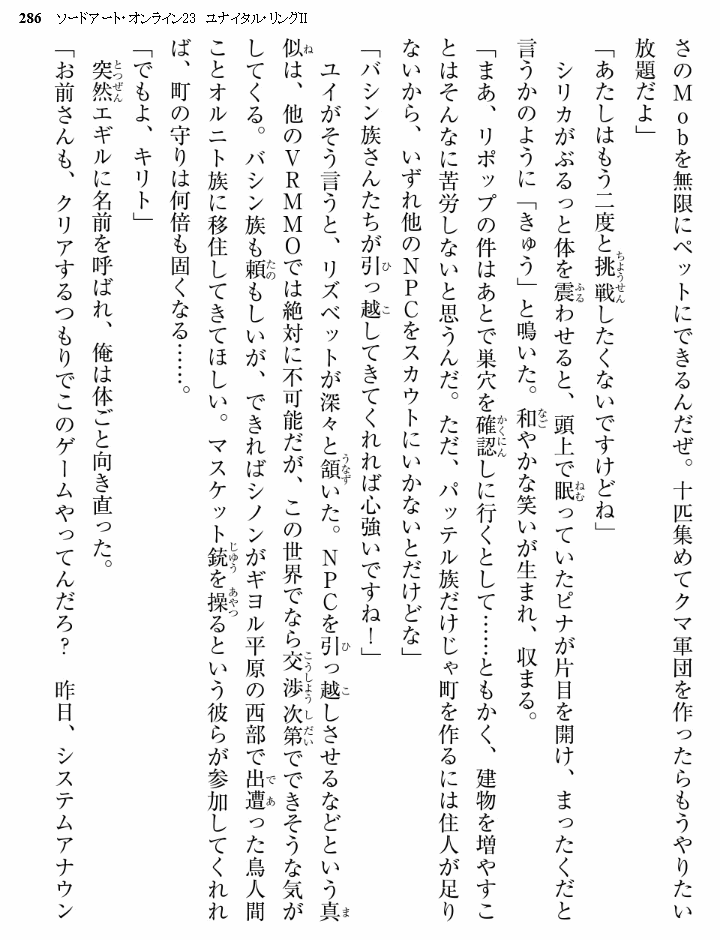 286 ソードアート・オンライン23 ユナイタル・リングⅡ
さのMobを無限にペットにできるんだぜ。十匹集めてクマ軍団を作ったらもうやりたい
放題だよ」
「あたしはもう二度と挑戦したくないですけどね」
シリカがぶるっと体を震わせると、頭上で眠っていたピナが片目を開け、まったくだと
言うかのように「きゅう」と鳴いた。和やかな笑いが生まれ、収まる。
「まあ、リポップの件はあとで巣穴を確認しに行くとして……ともかく、建物を増やすこ
とはそんなに苦労しないと思うんだ。ただ、パッテル族だけじゃ町を作るには住人が足り
ないから、いずれ他のNPCをスカウトにいかないとだけどな」
「バシン族さんたちが引っ越してきてくれれば心強いですね！」
ユイがそう言うと、リズベットが深々と頷いた。NPCを引っ越しさせるなどという真
似は、他のVRMMOでは絶対に不可能だが、この世界でなら交渉次第でできそうな気が
してくる。バシン族も頼もしいが、できればシノンがギヨル平原の西部で出遭った鳥人間
ことオルニト族に移住してきてほしい。マスケット銃を操るという彼らが参加してくれれ
ば、町の守りは何倍も固くなる……。
「でもよ、キリト」
突然エギルに名前を呼ばれ、俺は体ごと向き直った。
「お前さんも、クリアするつもりでこのゲームやってんだろ？　昨日、システムアナウン